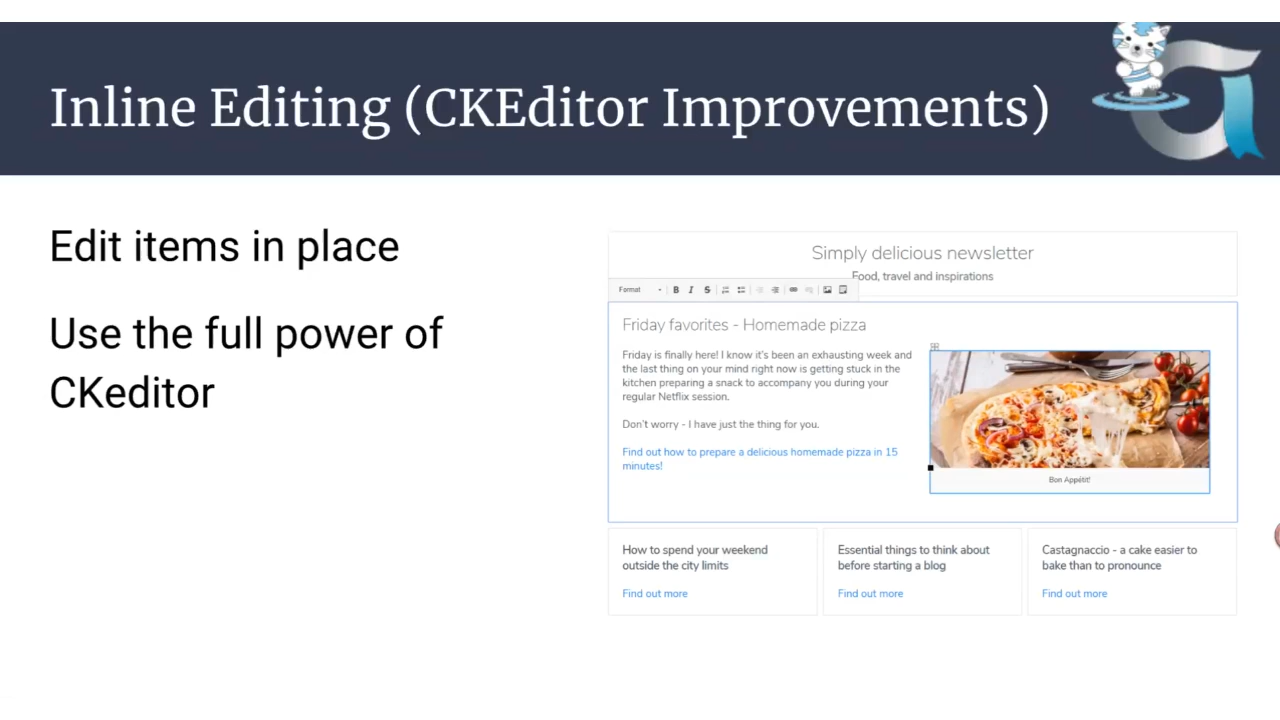 Inline Editing (CKEditor Improvements)
Edit items in place
Use the full power of
CKeditor
Simply delicious newsletter
Food, travel and inspirations
Format
B I S
Friday favorites - Homemade pizza
Friday is finally here! I know it's been an exhausting week and
the last thing on your mind right now is getting stuck in the
kitchen preparing a snack to accompany you during your
regular Netflix session.
Don't worry - I have just the thing for you.
Find out how to prepare a delicious homemade pizza in 15
minutes!
Bon Appétit!
How to spend your weekend
outside the city limits
Find out more
Essential things to think about
before starting a blog
Find out more
Castagnaccio - a cake easier to
bake than to pronounce
Find out more